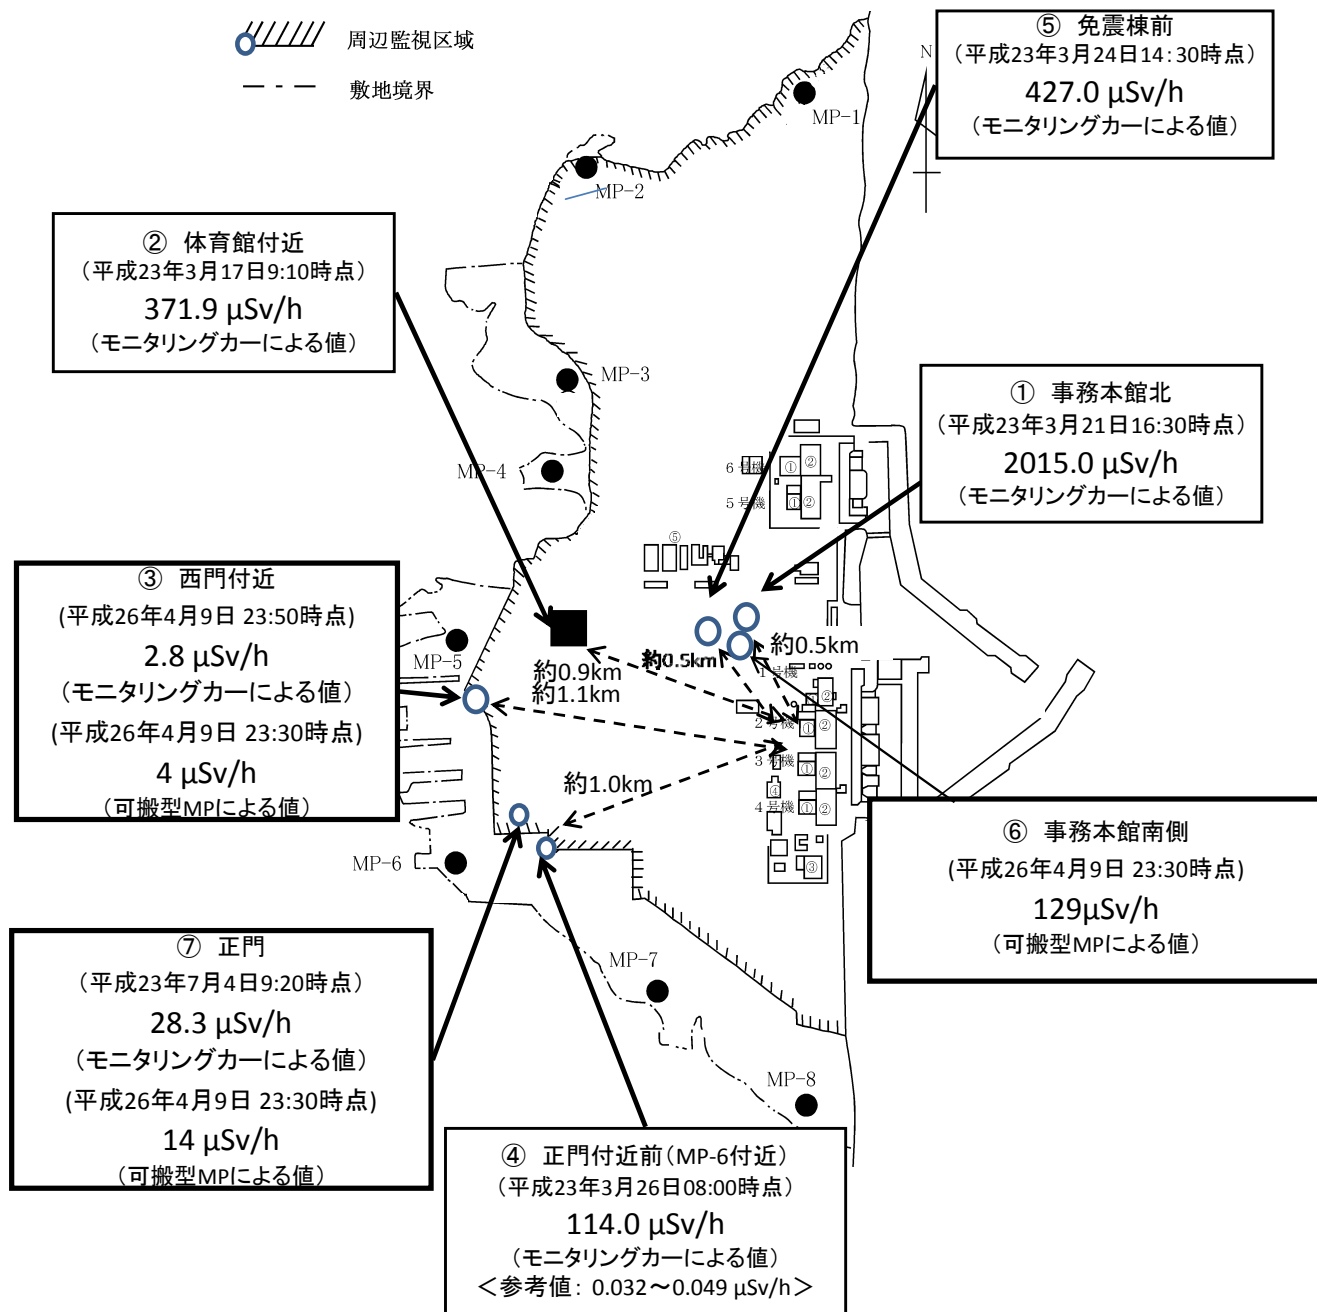 周辺監視区域
敷地境界
⑤ 免震棟前
（平成23年3月24日14:30時点）
427.0 μSv/h
（モニタリングカーによる値）
N
MP-1
MP-2
② 体育館付近
（平成23年3月17日9:10時点）
371.9 μSv/h
（モニタリングカーによる値）
MP-3
① 事務本館北
（平成23年3月21日16:30時点）
2015.0 μSv/h
（モニタリングカーによる値）
MP-4
6号機
① ②
5号機
① ②
⑤
③ 西門付近
(平成26年4月9日 23:50時点)
2.8 μSv/h
（モニタリングカーによる値）
(平成26年4月9日 23:30時点)
4 μSv/h
（可搬型MPによる値）
MP-5
約0.9km
約1.1km
約0.5km
約0.5km
1号機
②
2号機
① ②
3号機
① ②
④
4号機
① ②
③
約1.0km
MP-6
⑥ 事務本館南側
(平成26年4月9日 23:30時点)
129μSv/h
（可搬型MPによる値）
⑦ 正門
（平成23年7月4日9:20時点）
28.3 μSv/h
（モニタリングカーによる値）
(平成26年4月9日 23:30時点)
14 μSv/h
（可搬型MPによる値）
MP-7
MP-8
④ 正門付近前（MP-6付近）
（平成23年3月26日08:00時点）
114.0 μSv/h
（モニタリングカーによる値）
＜参考値: 0.032～0.049 μSv/h＞